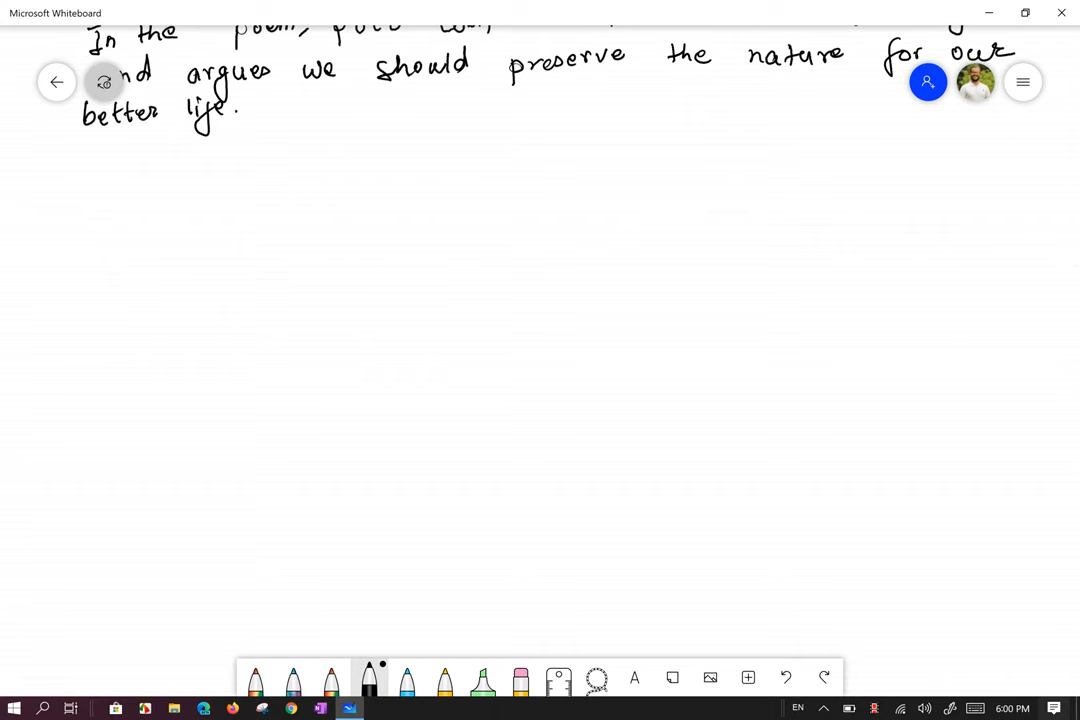 Microsoft Whiteboard
In the poem,
and argues we should preserve the nature for our
better life.
A
EN
6:00 PM